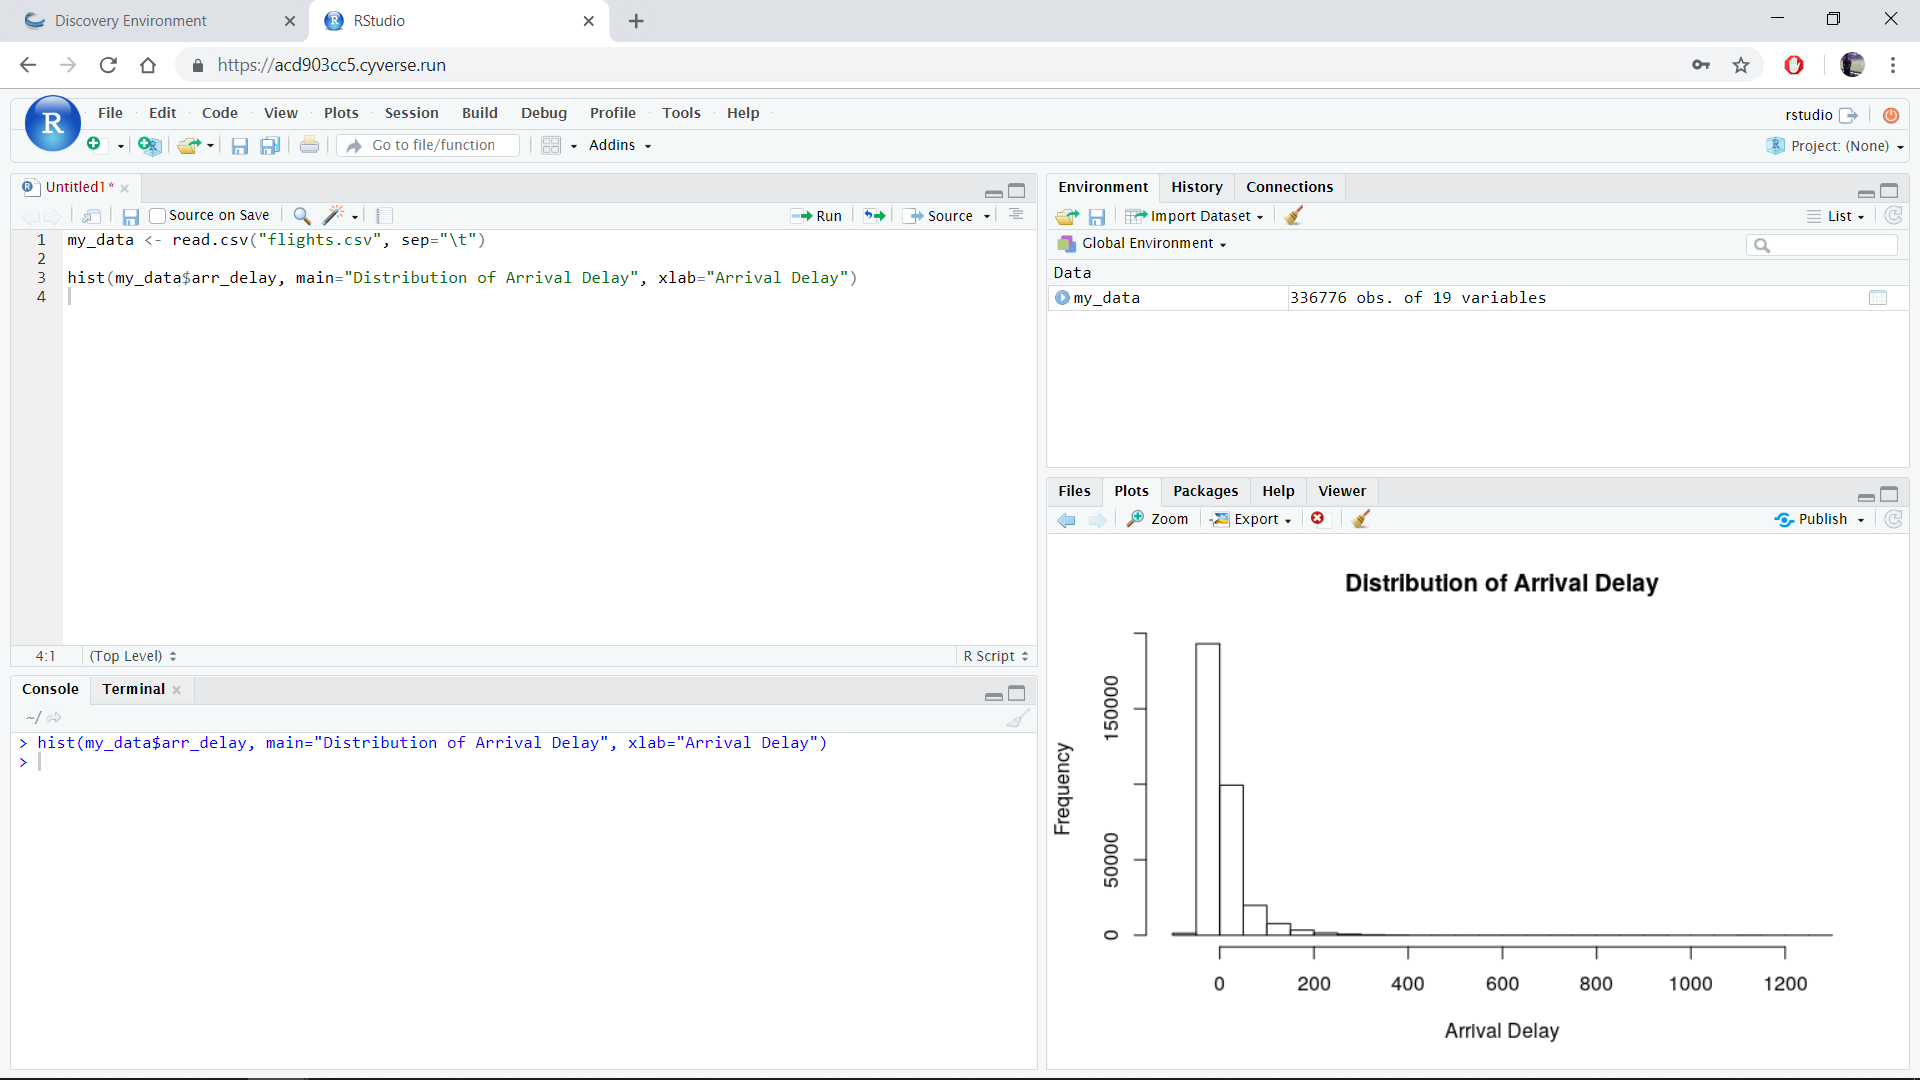 Discovery Environment
RStudio
https://acd903cc5.cyverse.run
R
File Edit Code View Plots Session Build Debug Profile Tools Help
rstudio
Go to file/function
Addins
Project: (None)
Untitled1*
Source on Save
Run
Source
1 my_data <- read.csv("flights.csv", sep="\t")
2
3 hist(my_data$arr_delay, main="Distribution of Arrival Delay", xlab="Arrival Delay")
4
4:1 (Top Level)
R Script
Console Terminal
~/
> hist(my_data$arr_delay, main="Distribution of Arrival Delay", xlab="Arrival Delay")
>
Environment History Connections
Import Dataset
List
Global Environment
Data
my_data 336776 obs. of 19 variables
Files Plots Packages Help Viewer
Zoom Export
Publish
Distribution of Arrival Delay
Frequency
150000
50000
0
0 200 400 600 800 1000 1200
Arrival Delay